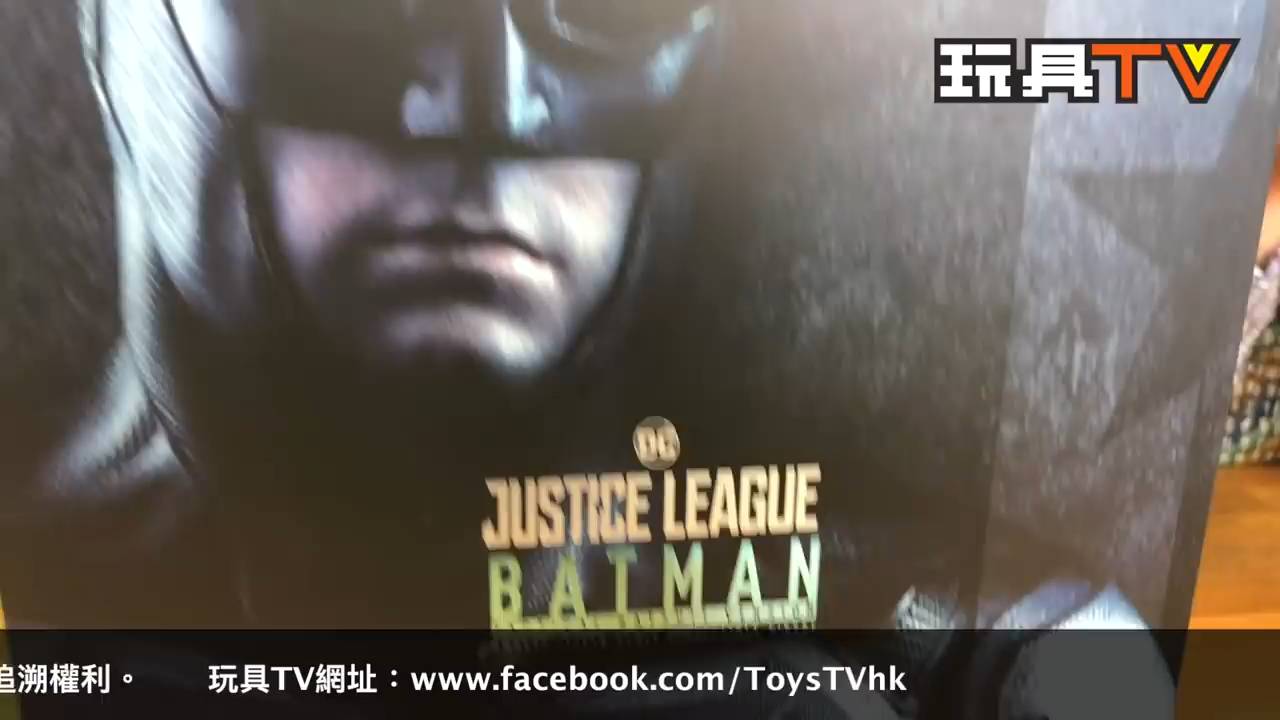 玩具TV
DC
JUSTICE LEAGUE
BATMAN
追溯權利。 玩具TV網址：www.facebook.com/ToysTVhk